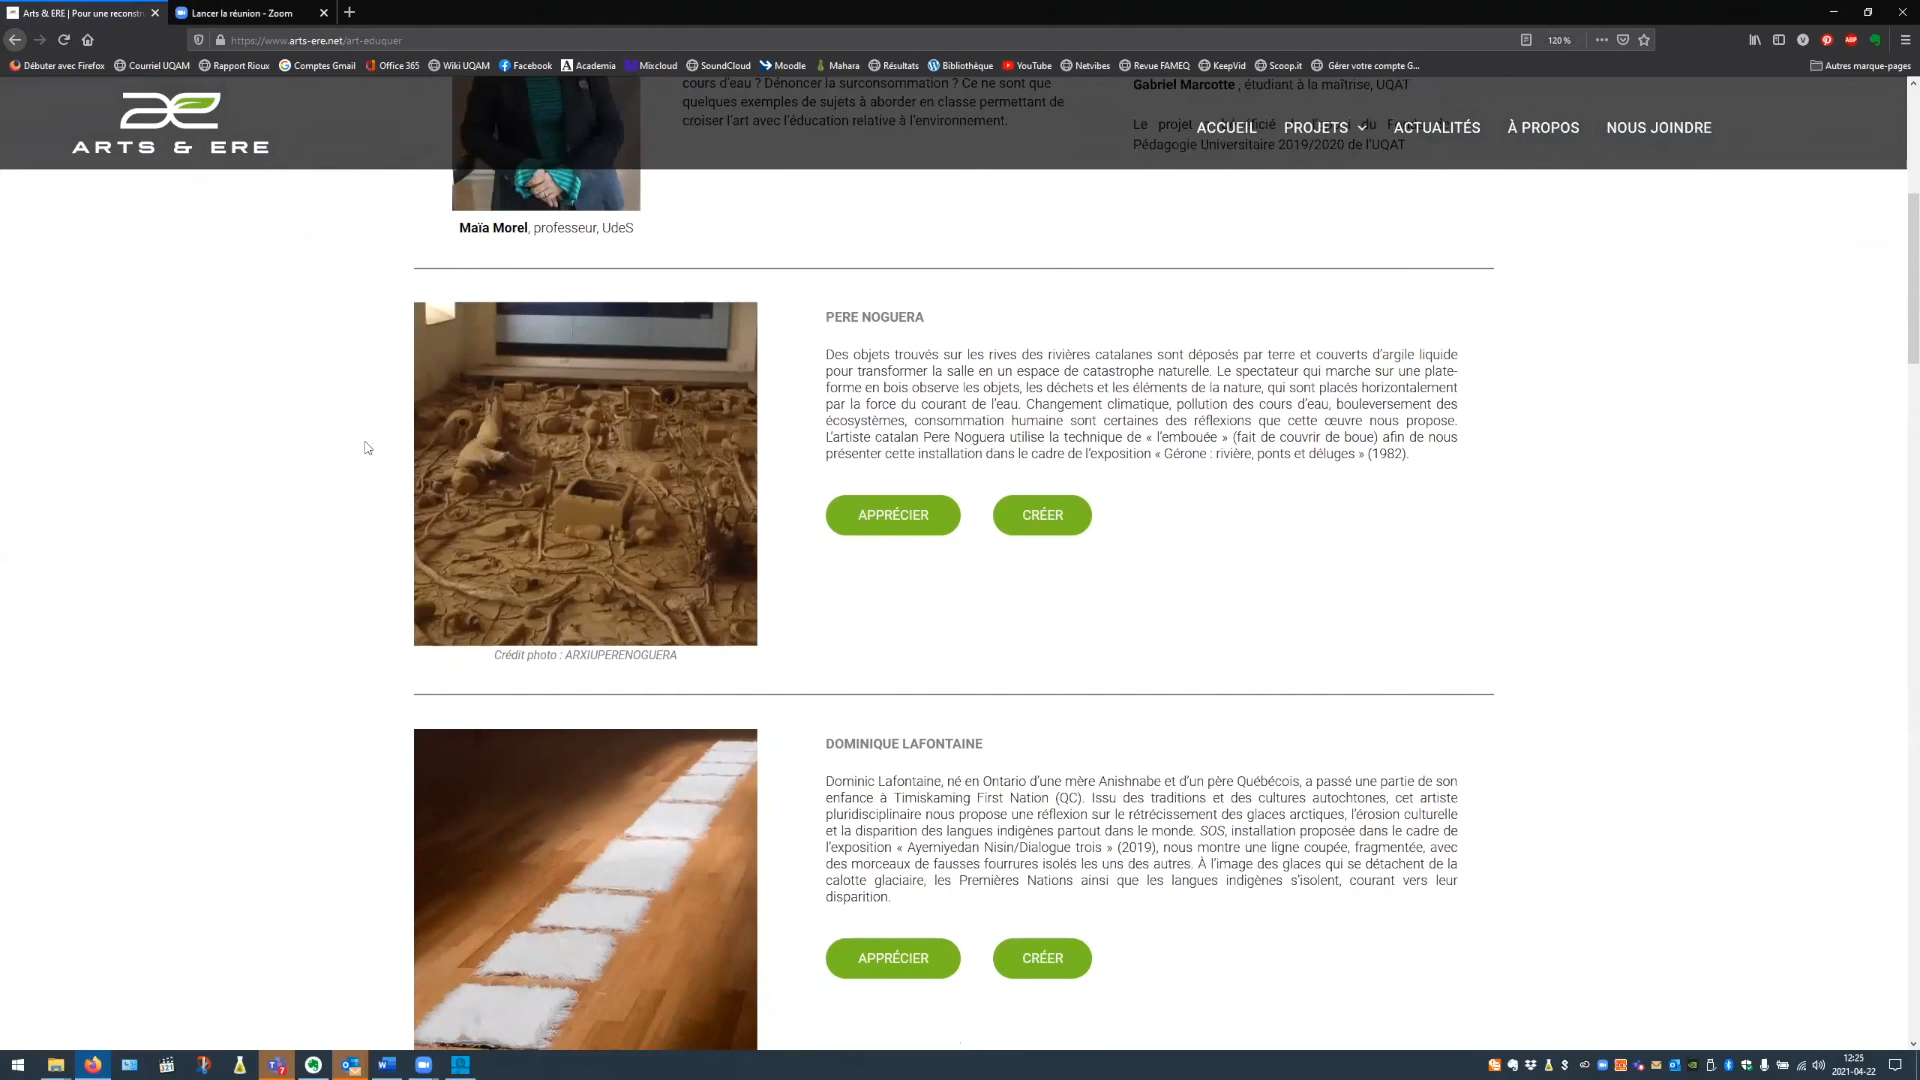 Arts & ERE | Pour une reconstru
Lancer la réunion - Zoom
https://www.arts-ere.net/art-eduquer
120 %
Débuter avec Firefox
Courriel UQAM
Rapport Rioux
Comptes Gmail
Office 365
Wiki UQAM
Facebook
Academia
Mixcloud
SoundCloud
Moodle
Mahara
Résultats
Bibliothèque
YouTube
Netvibes
Revue FAMEQ
KeepVid
Scoop.it
Gérer votre compte G...
Autres marque-pages
ARTS & ERE
ACCUEIL
PROJETS
ACTUALITÉS
À PROPOS
NOUS JOINDRE
cours d'eau ? Dénoncer la surconsommation ? Ce ne sont que
quelques exemples de sujets à aborder en classe permettant de
croiser l'art avec l'éducation relative à l'environnement.
Gabriel Marcotte , étudiant à la maîtrise, UQAT
Le projet
du
Pédagogie Universitaire 2019/2020 de l'UQAT
Maïa Morel, professeur, UdeS
PERE NOGUERA
Des objets trouvés sur les rives des rivières catalanes sont déposés par terre et couverts d'argile liquide
pour transformer la salle en un espace de catastrophe naturelle. Le spectateur qui marche sur une plate-
forme en bois observe les objets, les déchets et les éléments de la nature, qui sont placés horizontalement
par la force du courant de l'eau. Changement climatique, pollution des cours d'eau, bouleversement des
écosystèmes, consommation humaine sont certaines des réflexions que cette œuvre nous propose.
L'artiste catalan Pere Noguera utilise la technique de « l'embouée » (fait de couvrir de boue) afin de nous
présenter cette installation dans le cadre de l'exposition « Gérone : rivière, ponts et déluges » (1982).
APPRÉCIER
CRÉER
Crédit photo : ARXIUPERENOGUERA
DOMINIQUE LAFONTAINE
Dominic Lafontaine, né en Ontario d'une mère Anishnabe et d'un père Québécois, a passé une partie de son
enfance à Timiskaming First Nation (QC). Issu des traditions et des cultures autochtones, cet artiste
pluridisciplinaire nous propose une réflexion sur le rétrécissement des glaces arctiques, l'érosion culturelle
et la disparition des langues indigènes partout dans le monde. SOS, installation proposée dans le cadre de
l'exposition « Ayemiyedan Nisin/Dialogue trois » (2019), nous montre une ligne coupée, fragmentée, avec
des morceaux de fausses fourrures isolés les uns des autres. À l'image des glaces qui se détachent de la
calotte glaciaire, les Premières Nations ainsi que les langues indigènes s'isolent, courant vers leur
disparition.
APPRÉCIER
CRÉER
12:25
2021-04-22